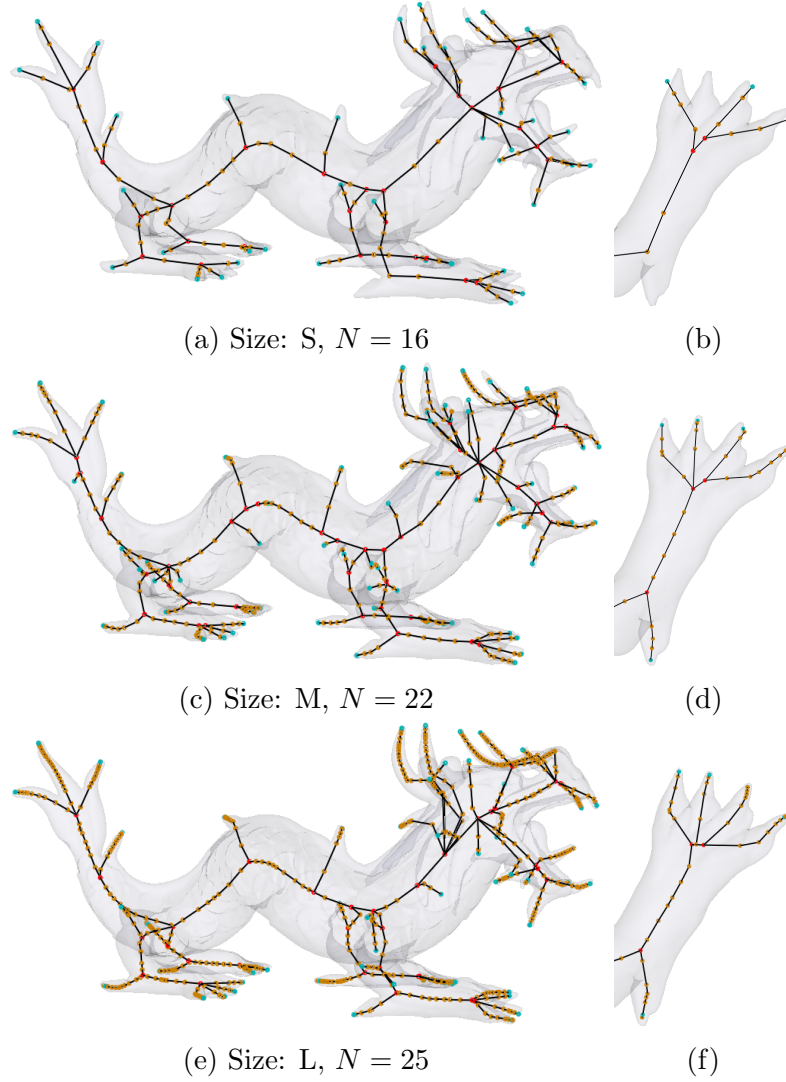 (a) Size: S, N = 16
(b)
(c) Size: M, N = 22
(d)
(e) Size: L, N = 25
(f)